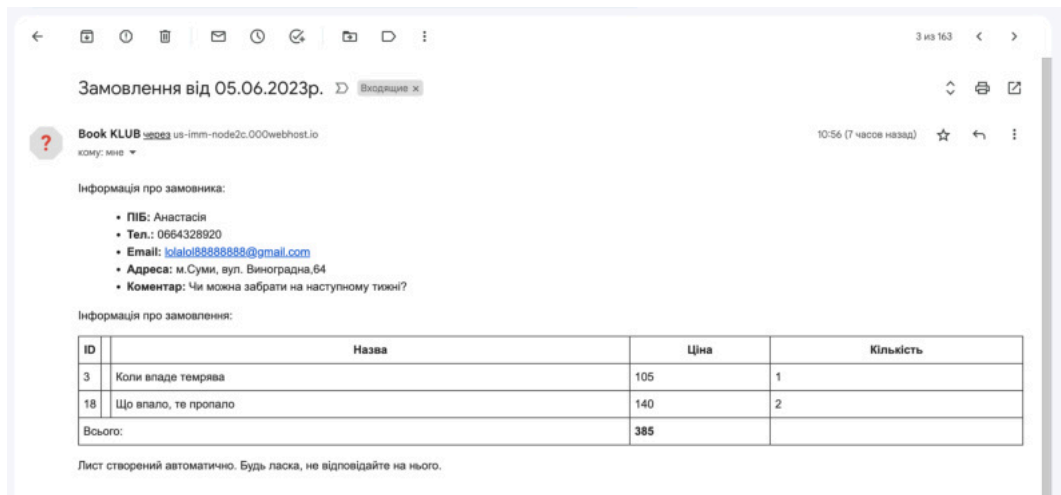 3 из 163
Замовлення від 05.06.2023р. Входящие x
Book KLUB через us-imm-node2c.000webhost.io 10:56 (7 часов назад)
кому: мне
Інформація про замовника:
• ПІБ: Анастасія
• Тел.: 0664328920
• Email: lolalol88888888@gmail.com
• Адреса: м.Суми, вул. Виноградна,64
• Коментар: Чи можна забрати на наступному тижні?
Інформація про замовлення:
ID Назва Ціна Кількість
3 Коли впаде темрява 105 1
18 Що впало, те пропало 140 2
Всього: 385
Лист створений автоматично. Будь ласка, не відповідайте на нього.